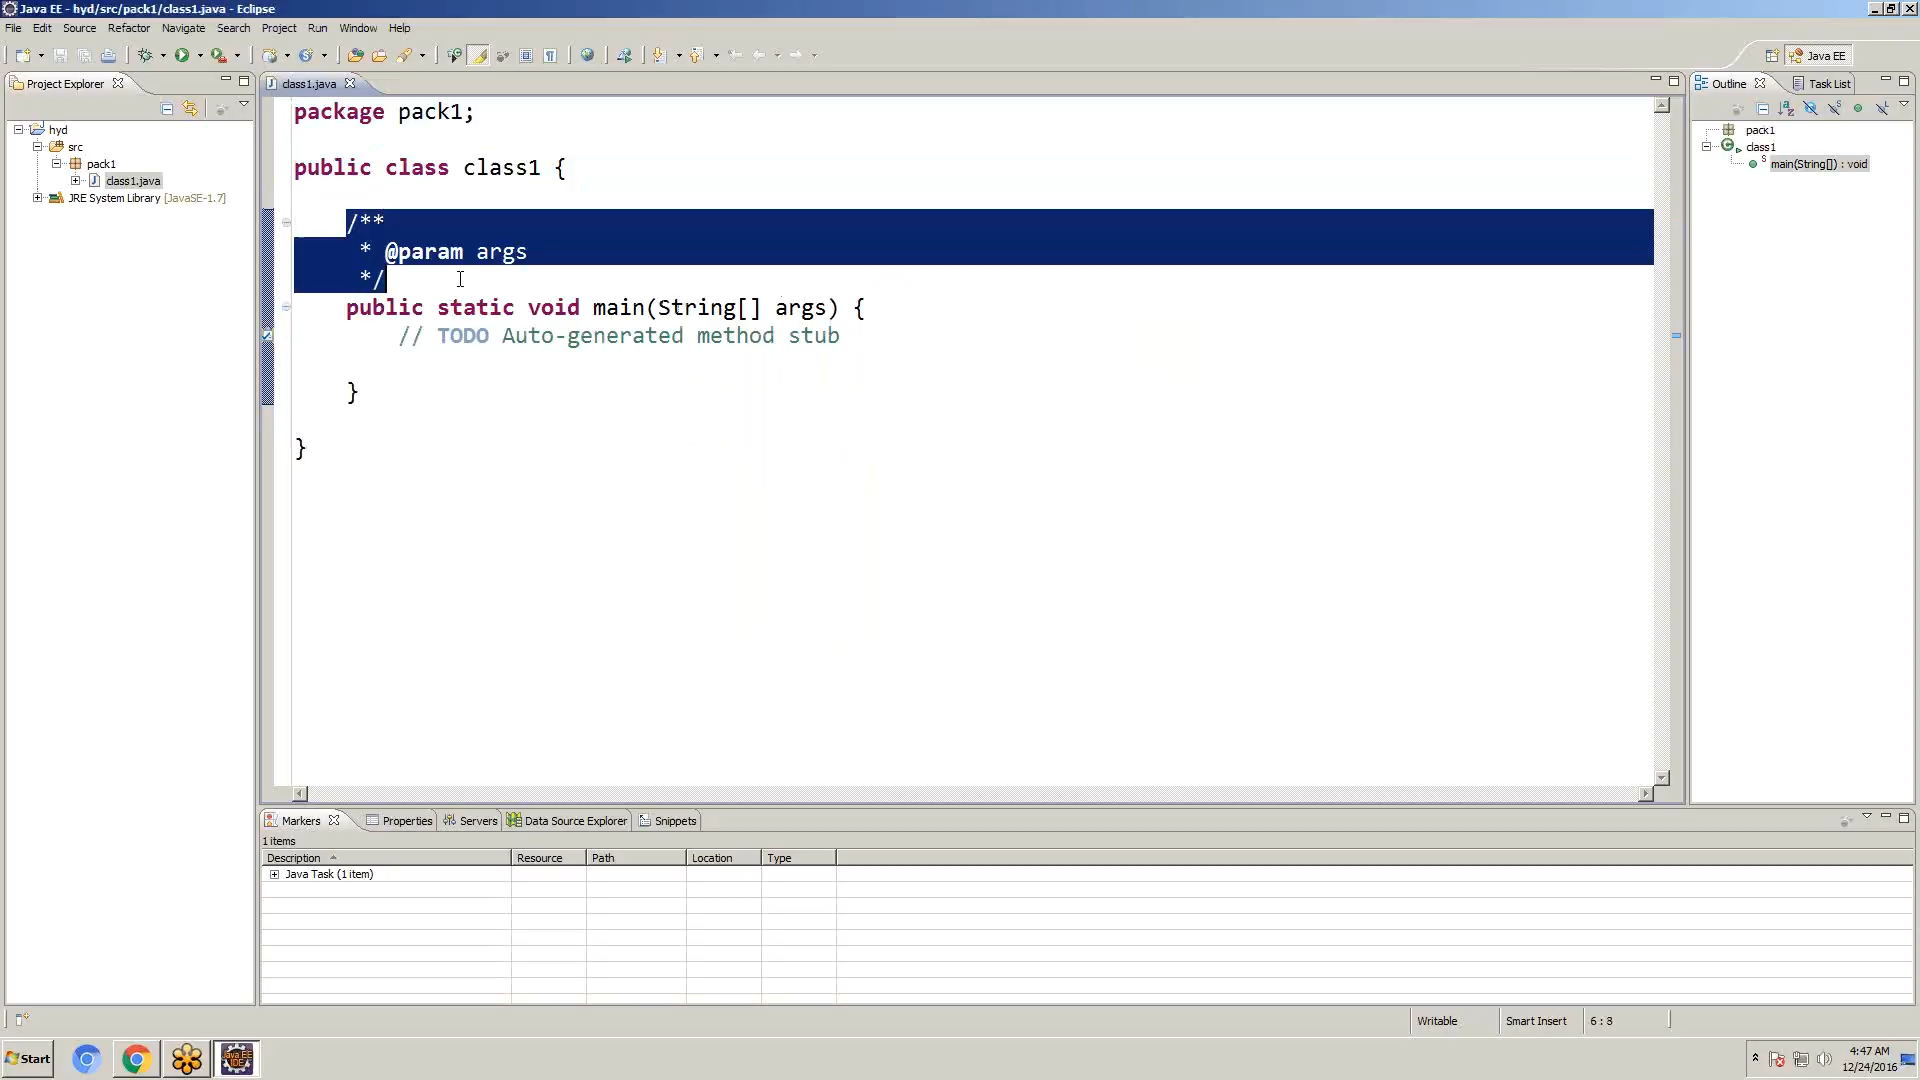 Java EE - hyd/src/pack1/class1.java - Eclipse
File Edit Source Refactor Navigate Search Project Run Window Help
Java EE
Project Explorer
class1.java
Outline
Task List
hyd
src
pack1
class1.java
JRE System Library [JavaSE-1.7]
package pack1;
public class class1 {
/**
* @param args
*/
public static void main(String[] args) {
// TODO Auto-generated method stub
}
}
pack1
class1
main(String[]) : void
Markers
Properties
Servers
Data Source Explorer
Snippets
1 items
Description Resource Path Location Type
Java Task (1 item)
Writable
Smart Insert
6 : 8
Start
Java EE
IDE
4:47 AM
12/24/2016